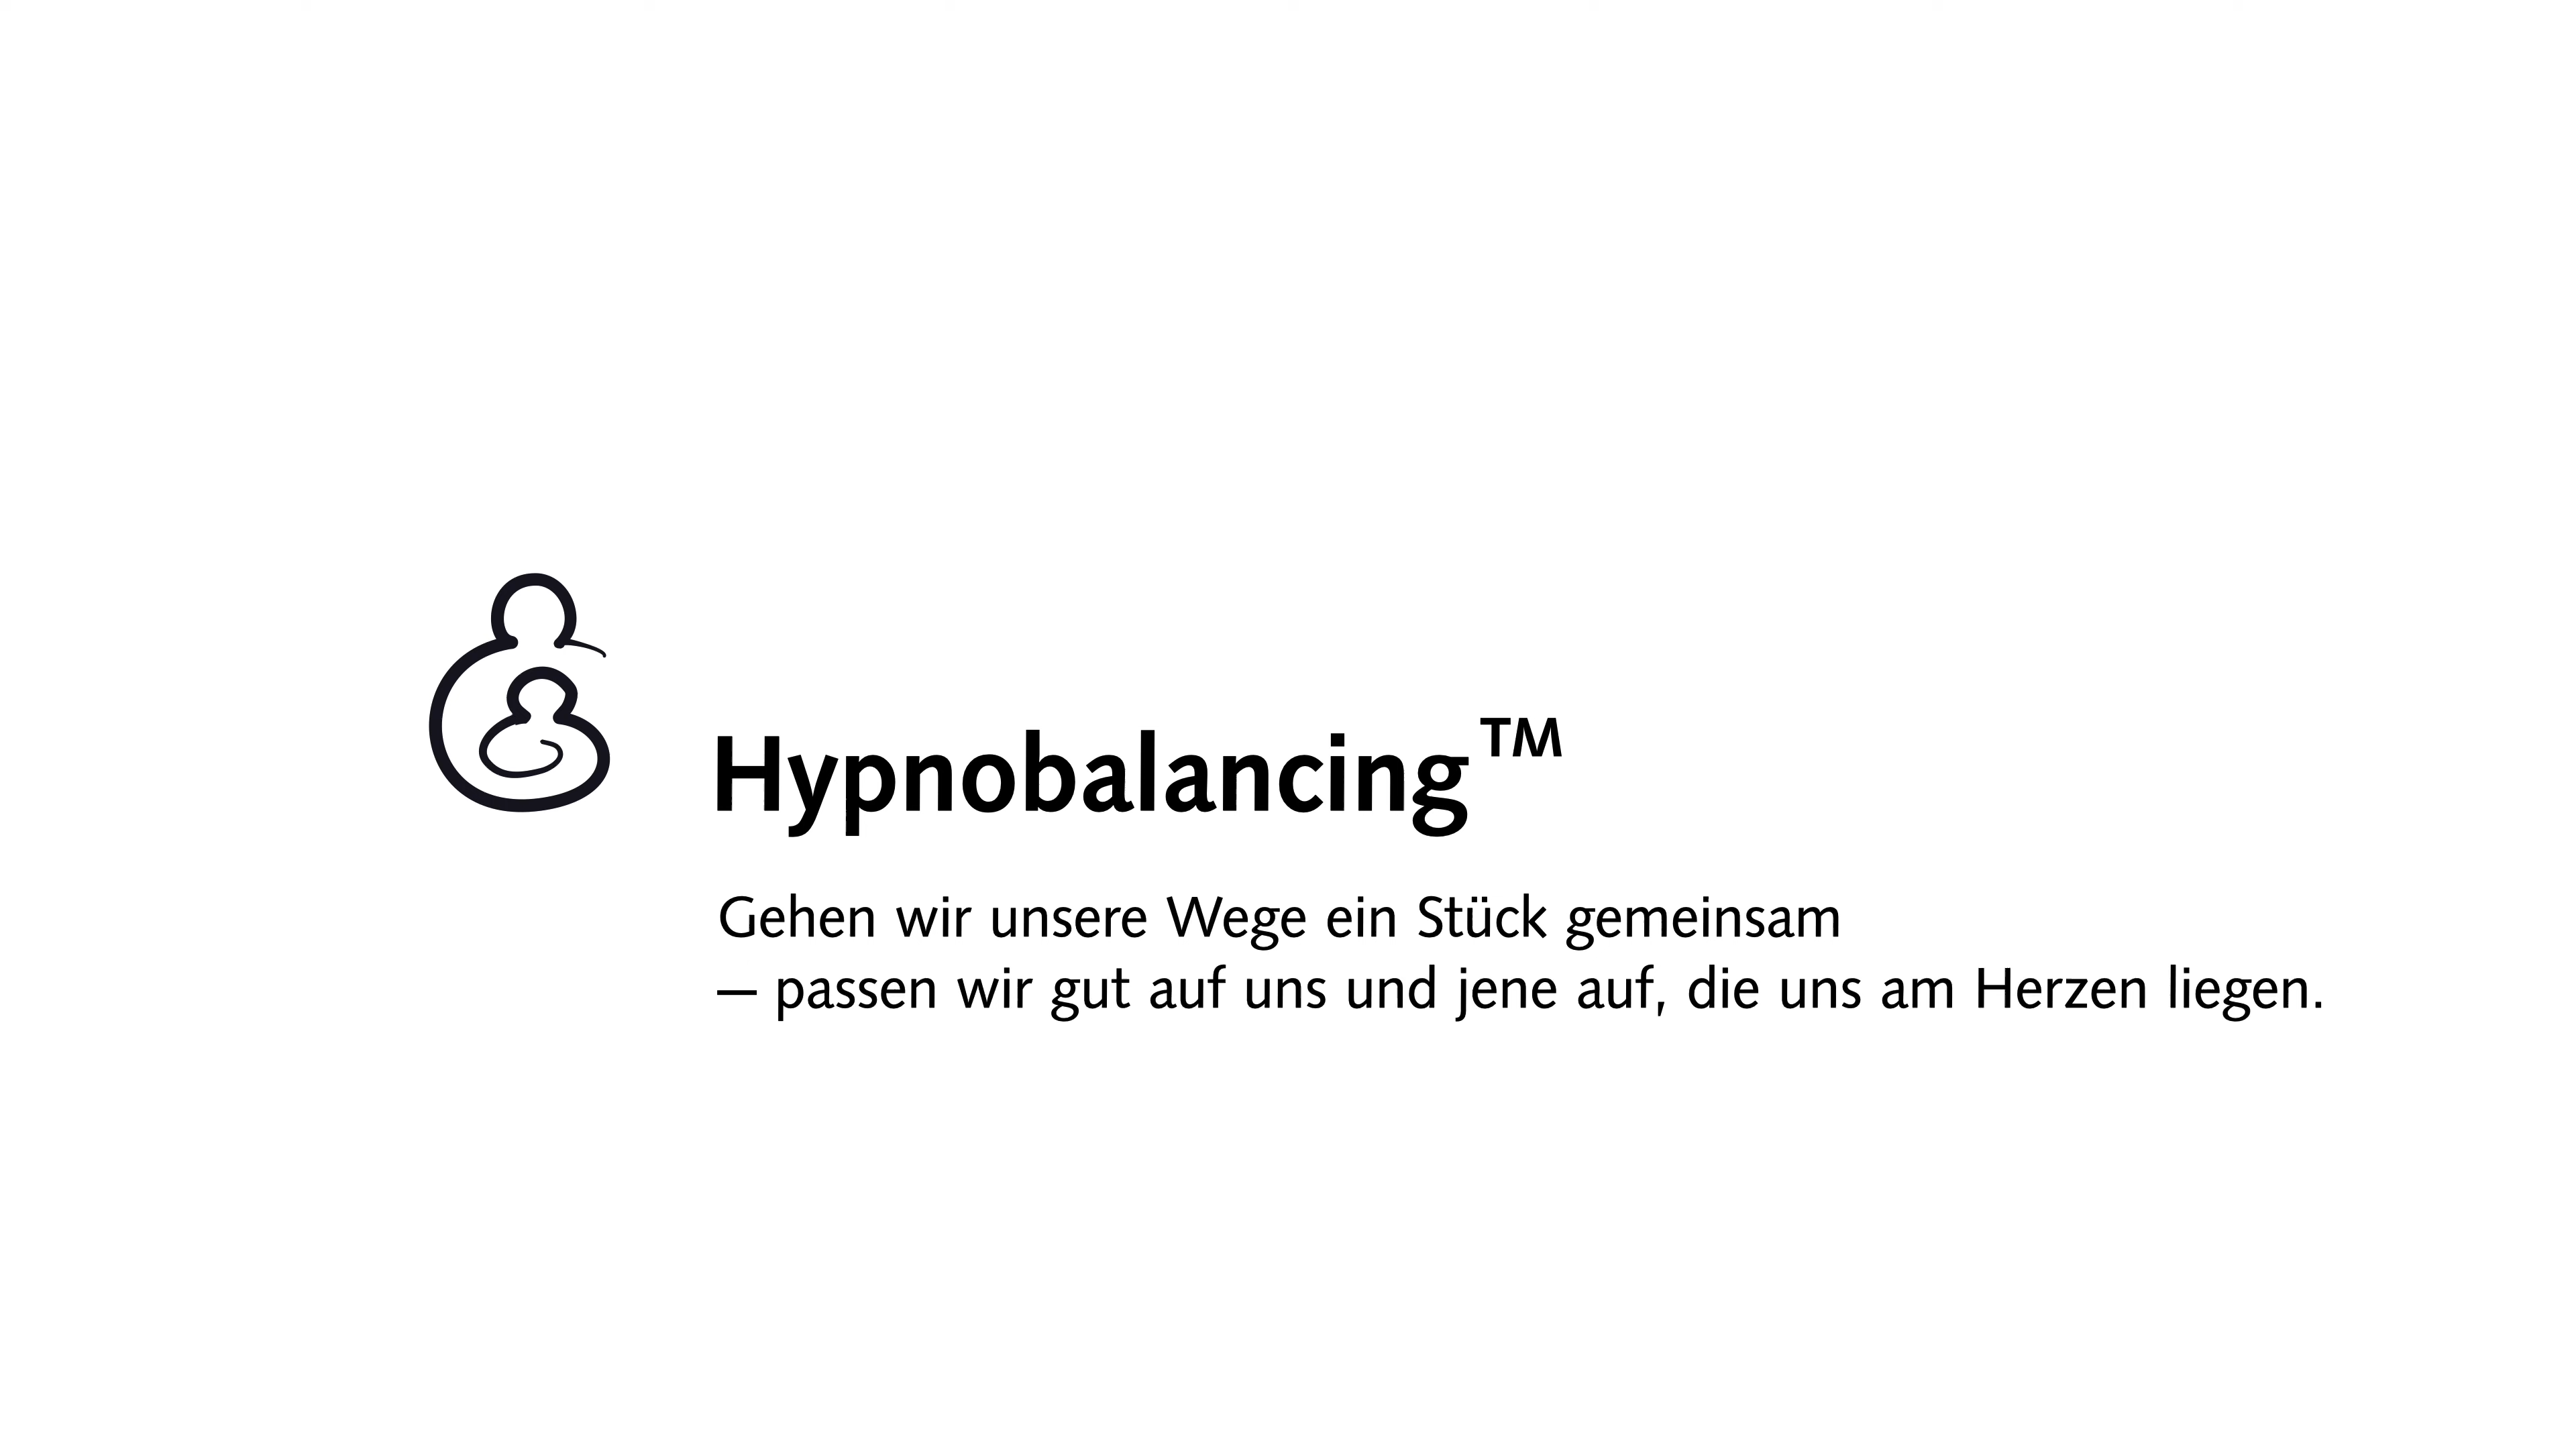 Hypnobalancing™
Gehen wir unsere Wege ein Stück gemeinsam
– passen wir gut auf uns und jene auf, die uns am Herzen liegen.